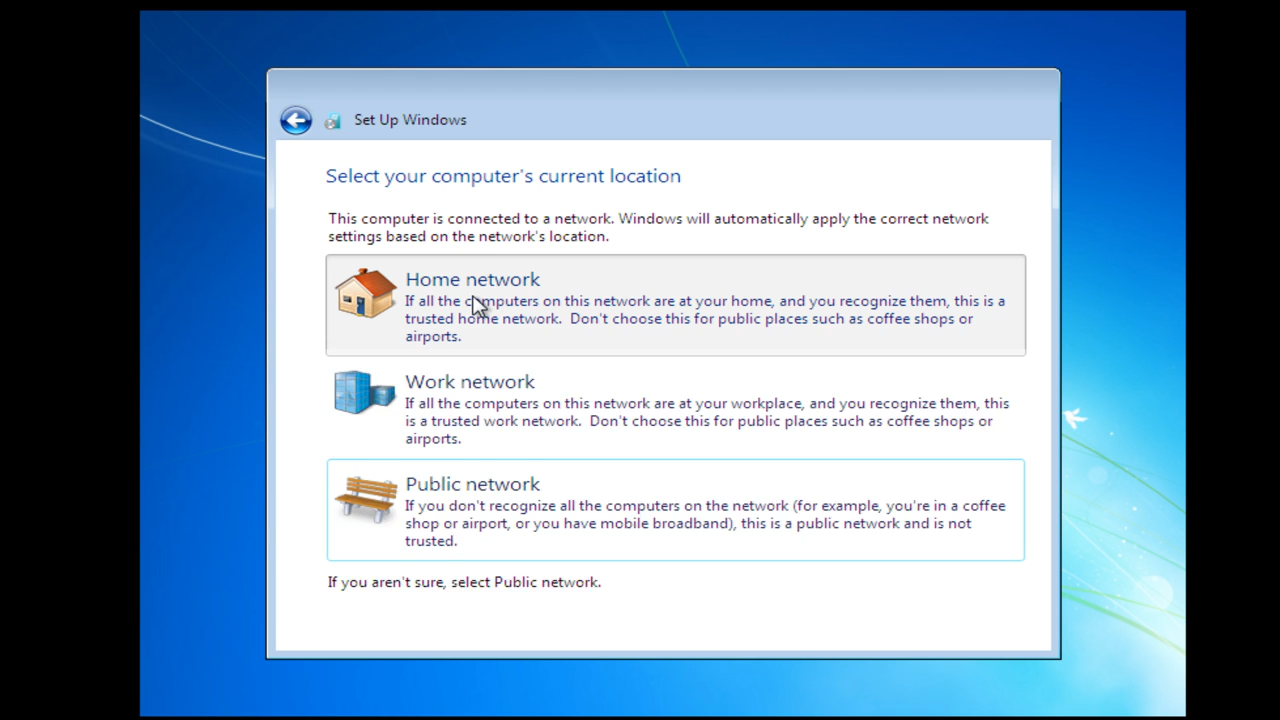 Set Up Windows
Select your computer's current location
This computer is connected to a network. Windows will automatically apply the correct network
settings based on the network's location.
Home network
If all the computers on this network are at your home, and you recognize them, this is a
trusted home network.  Don't choose this for public places such as coffee shops or
airports.
Work network
If all the computers on this network are at your workplace, and you recognize them, this
is a trusted work network.  Don't choose this for public places such as coffee shops or
airports.
Public network
If you don't recognize all the computers on the network (for example, you're in a coffee
shop or airport, or you have mobile broadband), this is a public network and is not
trusted.
If you aren't sure, select Public network.